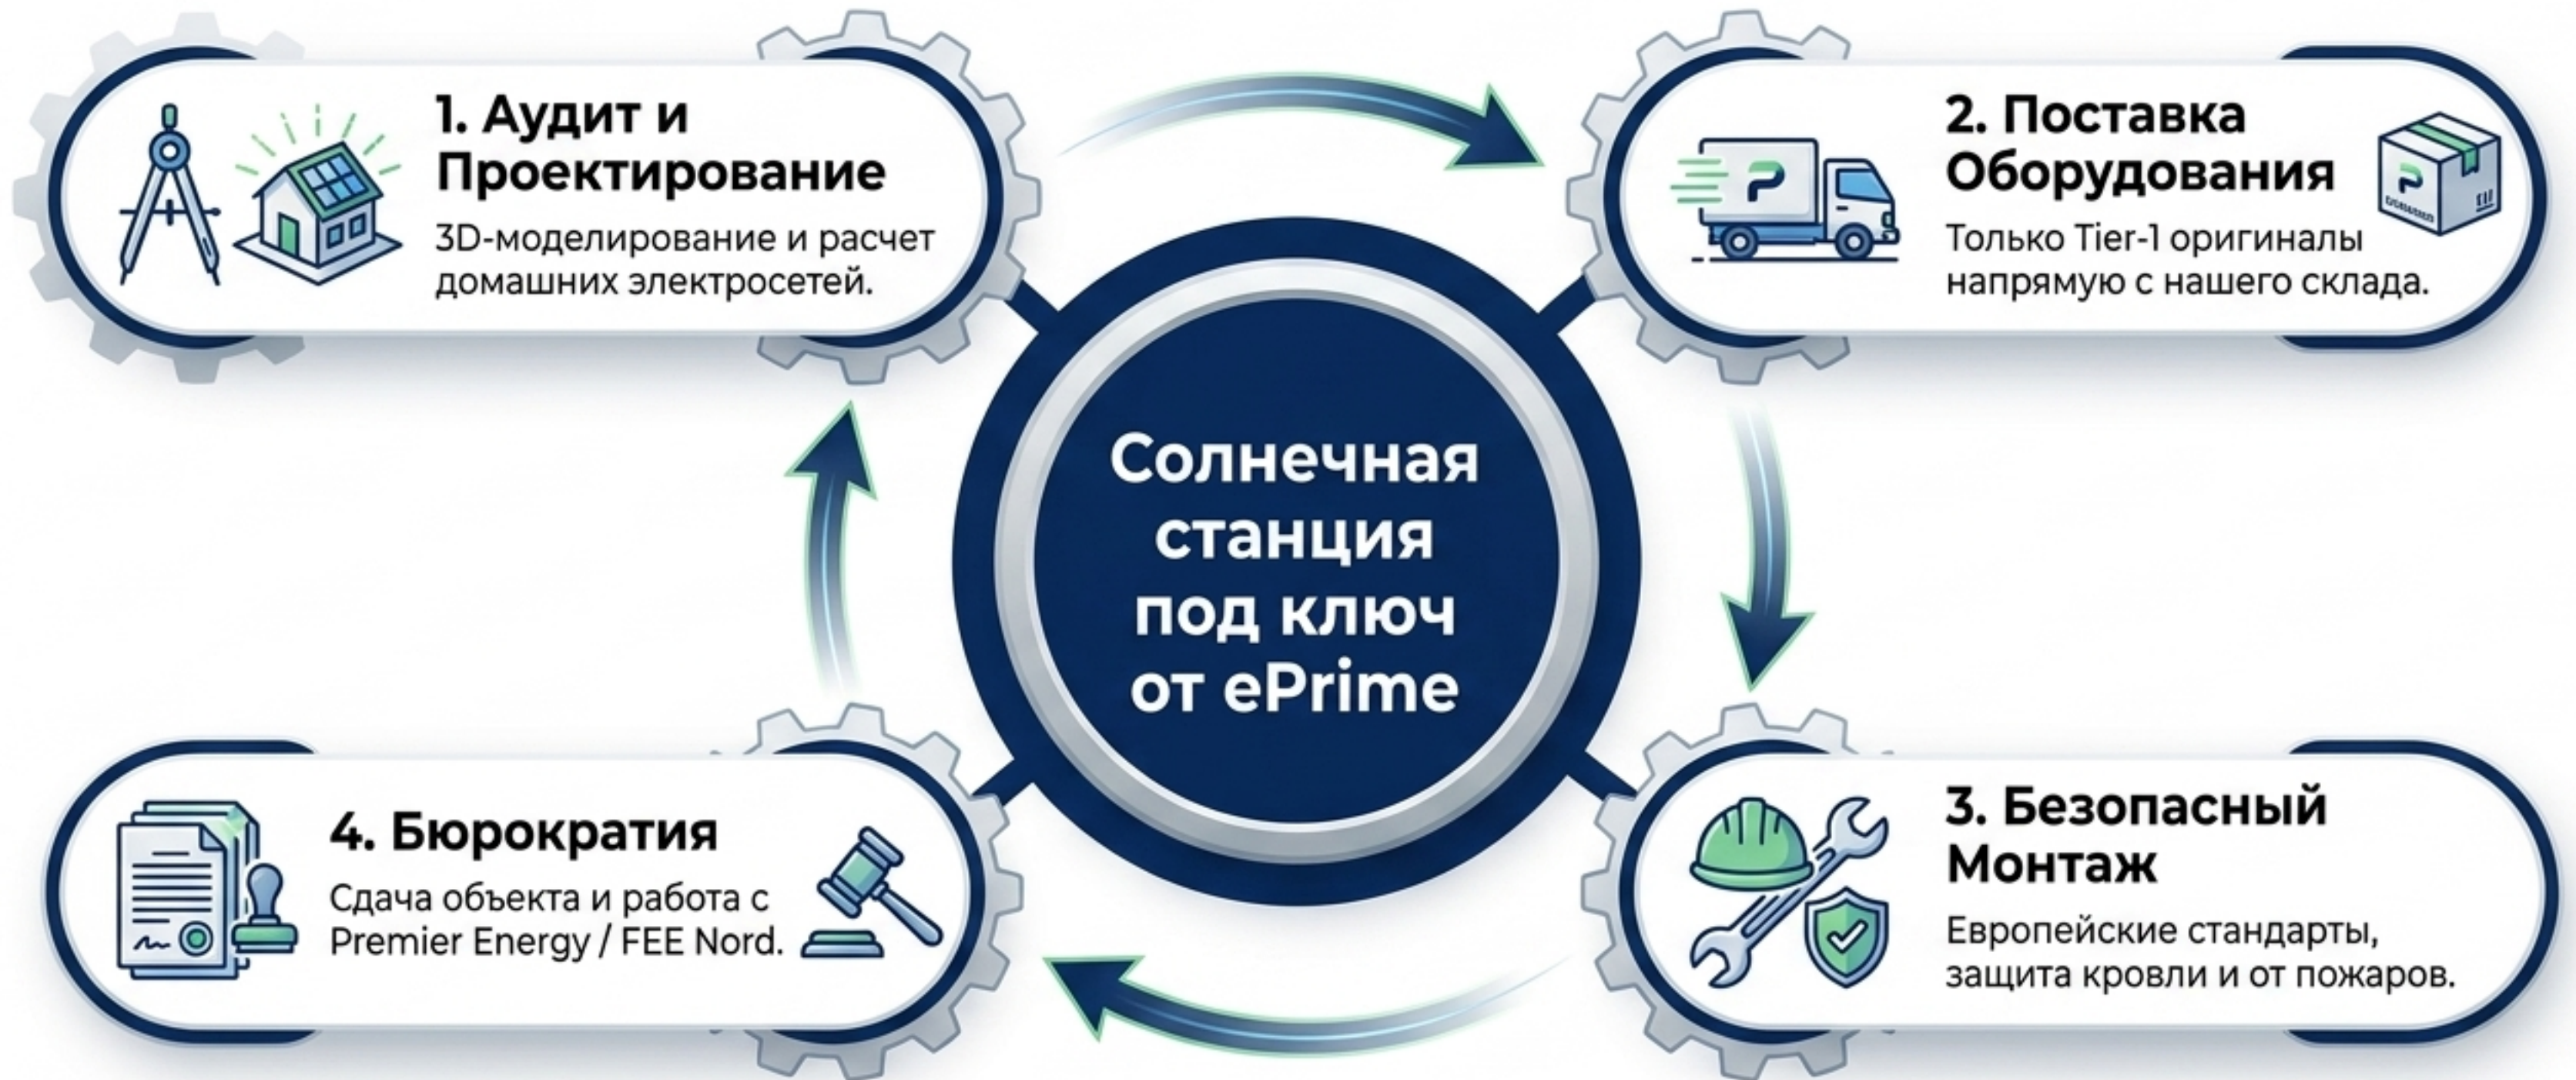 1. Аудит и
Проектирование
3D-моделирование и расчет
домашних электросетей.
2. Поставка
Оборудования
Только Tier-1 оригиналы
напрямую с нашего склада.
Солнечная
станция
под ключ
от ePrime
3. Безопасный
Монтаж
Европейские стандарты,
защита кровли и от пожаров.
4. Бюрократия
Сдача объекта и работа с
Premier Energy / FEE Nord.